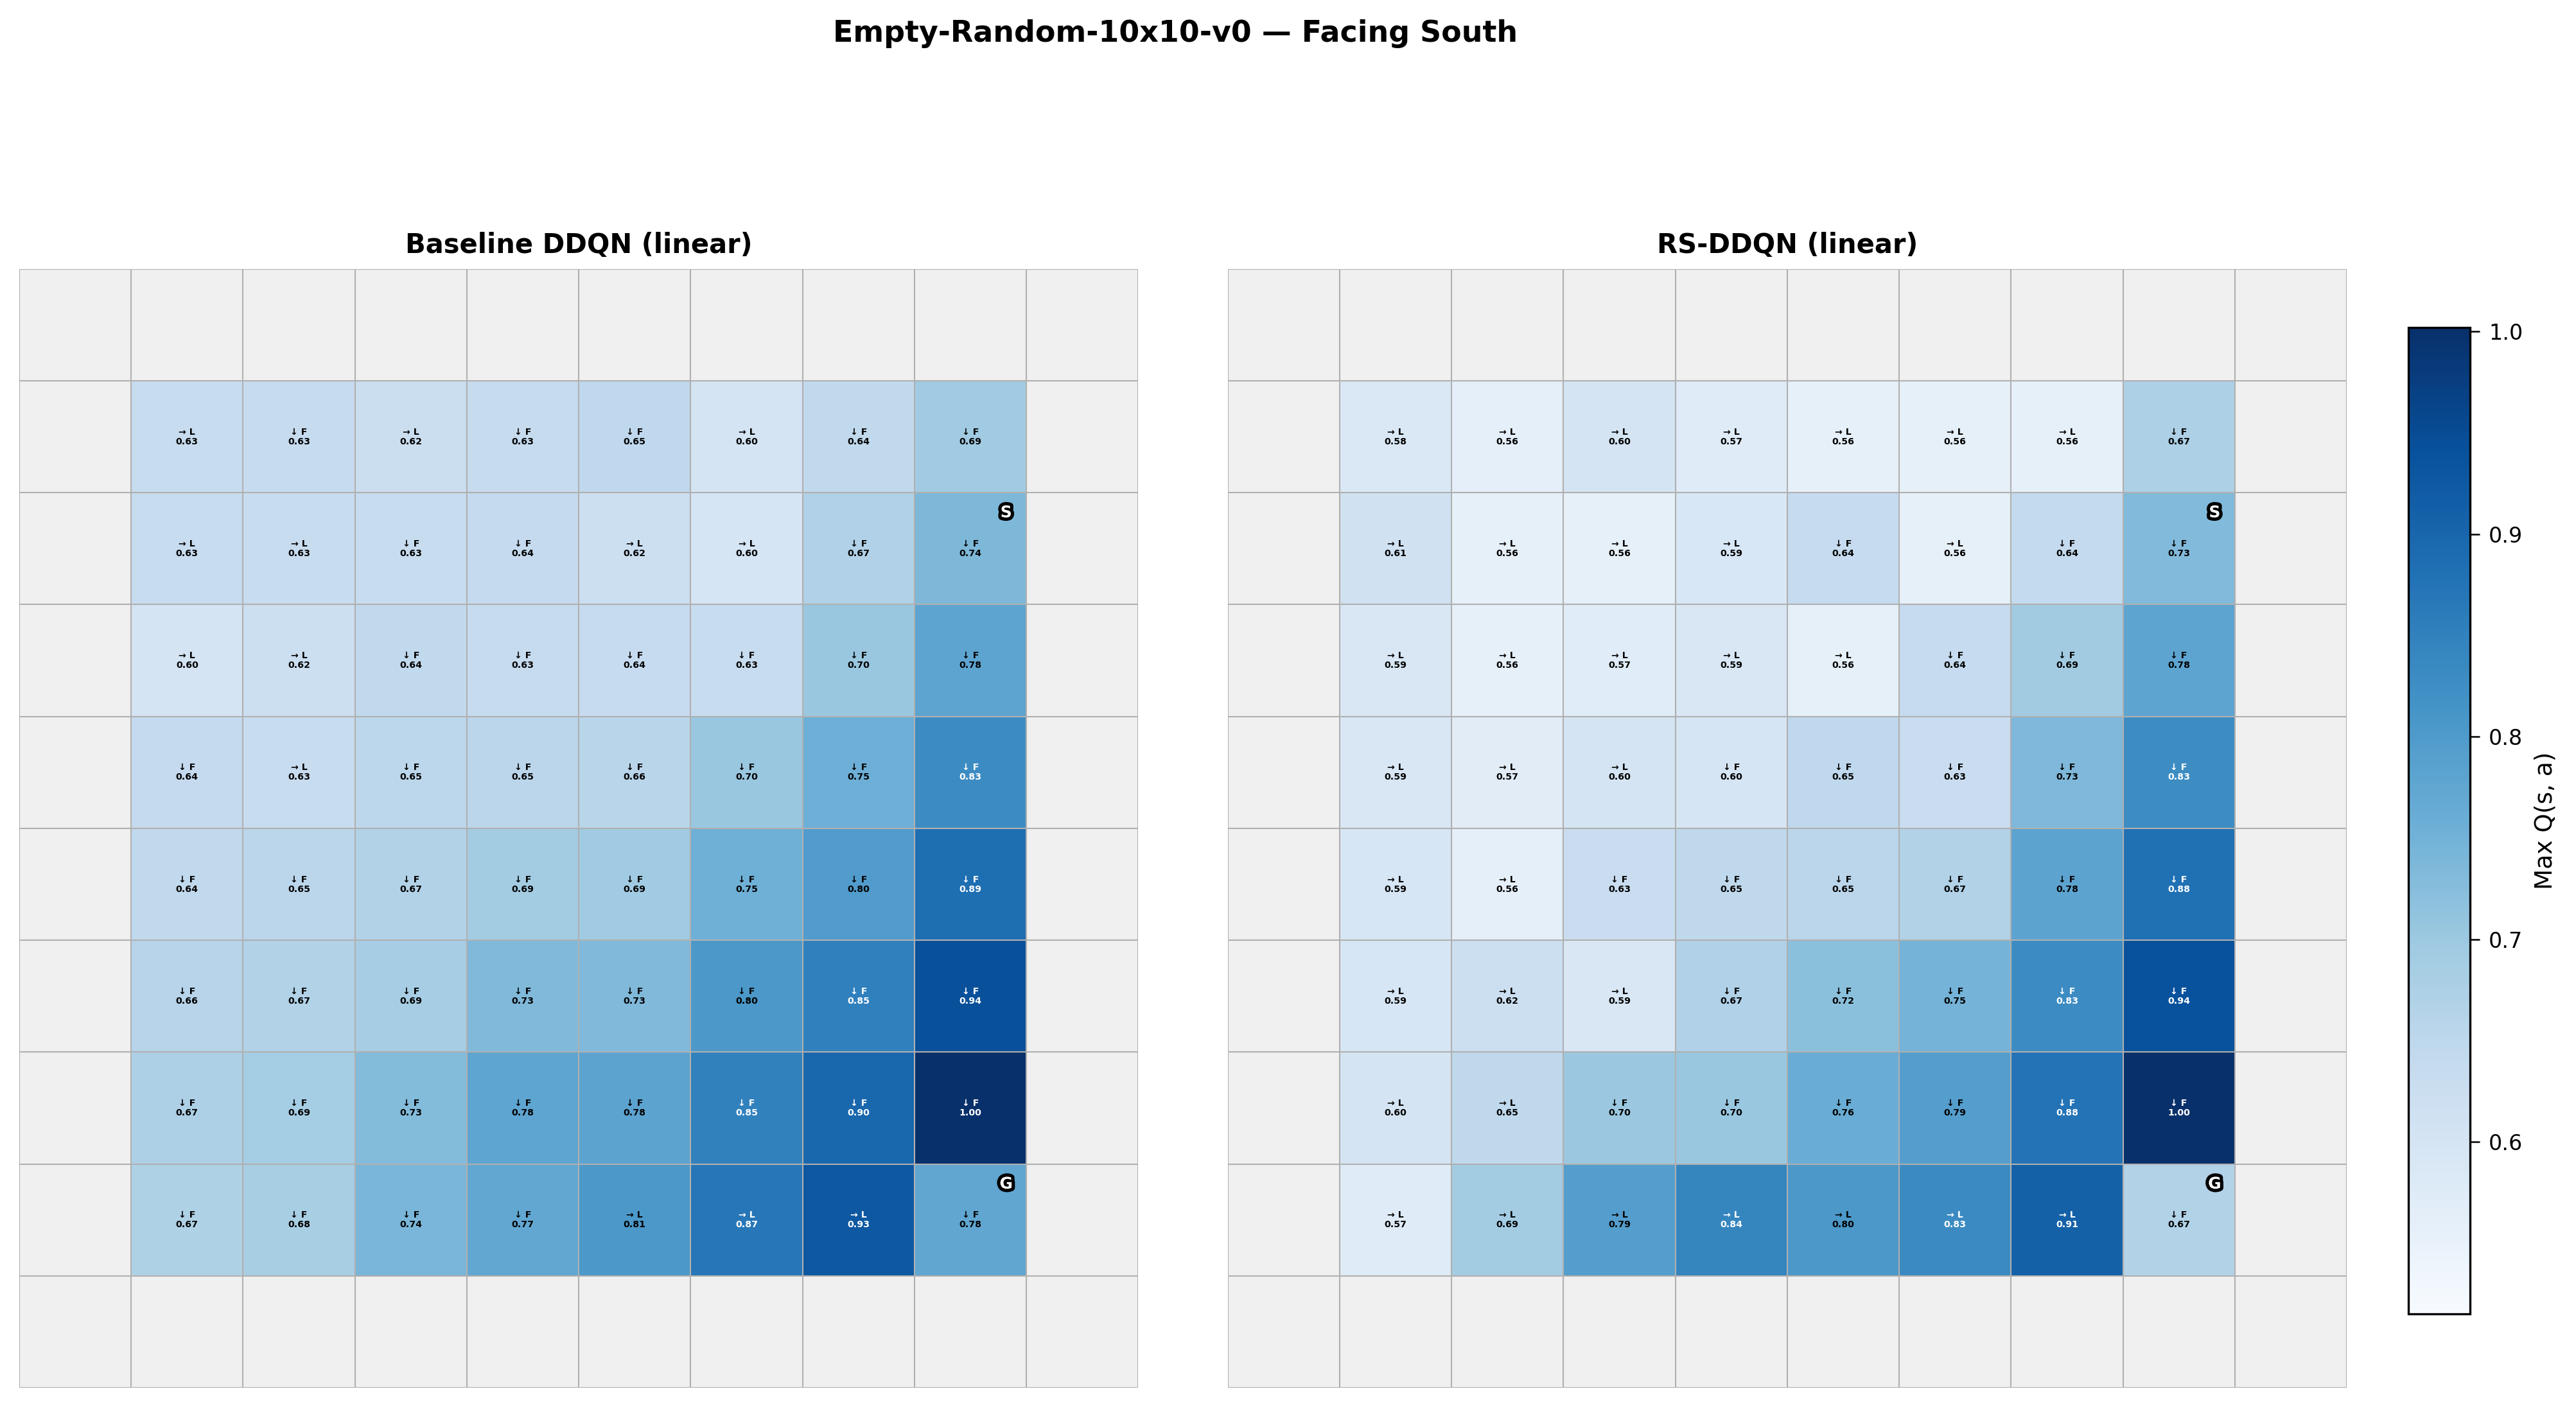 Empty-Random-10x10-v0 — Facing South
Baseline DDQN (linear)
→ L → F → L ↓ F ↓ F → L ↓ F ↓ F
0.63 0.63 0.62 0.63 0.65 0.60 0.64 0.69
S
→ L → L ↓ F ↓ F → L → L ↓ F ↓ F
0.63 0.63 0.63 0.64 0.62 0.60 0.67 0.74
→ L → L ↓ F ↓ F ↓ F ↓ F ↓ F ↓ F
0.60 0.62 0.64 0.63 0.64 0.63 0.70 0.78
↓ F → L ↓ F ↓ F ↓ F ↓ F ↓ F ↓ F
0.64 0.63 0.65 0.65 0.66 0.70 0.75 0.83
↓ F ↓ F ↓ F ↓ F ↓ F ↓ F ↓ F ↓ F
0.64 0.65 0.67 0.69 0.69 0.75 0.80 0.89
↓ F ↓ F ↓ F ↓ F ↓ F ↓ F ↓ F ↓ F
0.66 0.67 0.69 0.73 0.73 0.80 0.85 0.94
↓ F ↓ F ↓ F ↓ F ↓ F ↓ F ↓ F ↓ F
0.67 0.69 0.73 0.78 0.78 0.85 0.90 1.00
G
↓ F ↓ F ↓ F ↓ F → L → L → L ↓ F
0.67 0.68 0.74 0.77 0.81 0.87 0.93 0.78
RS-DDQN (linear)
→ L → L → L → L → L → L → L ↓ F
0.58 0.56 0.60 0.57 0.56 0.56 0.56 0.67
S
→ L → L → L → L ↓ F → L ↓ F ↓ F
0.61 0.56 0.56 0.59 0.64 0.56 0.64 0.73
→ L → L → L → L → L ↓ F ↓ F ↓ F
0.59 0.56 0.57 0.59 0.56 0.64 0.69 0.78
→ L → L → L ↓ F ↓ F ↓ F ↓ F ↓ F
0.59 0.57 0.60 0.60 0.65 0.63 0.73 0.83
→ L → L ↓ F ↓ F ↓ F ↓ F ↓ F ↓ F
0.59 0.56 0.63 0.65 0.65 0.67 0.78 0.88
→ L → L → L ↓ F ↓ F ↓ F ↓ F ↓ F
0.59 0.62 0.59 0.67 0.72 0.75 0.83 0.94
→ L → L ↓ F ↓ F ↓ F ↓ F ↓ F ↓ F
0.60 0.65 0.70 0.70 0.76 0.79 0.88 1.00
G
→ L → L → L → L → L → L → L ↓ F
0.57 0.69 0.79 0.84 0.80 0.83 0.91 0.67
1.0
0.9
0.8
0.7
0.6
Max Q(s, a)